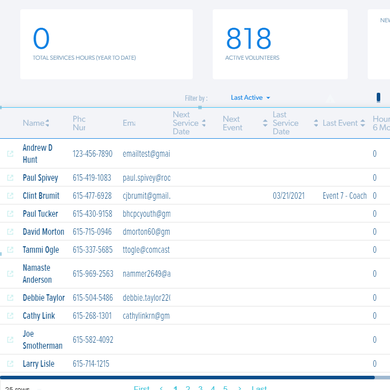 NEW
0
818
TOTAL SERVICES HOURS (YEAR TO DATE)
ACTIVE VOLUNTEERS
Filter by :
Last Active
Name
Pho
Nur
Em
Next
Service
Date
Next
Event
Last
Service
Date
Last Event
Hour
6 Mo
Andrew D
Hunt
123-456-7890
emailtest@gmai
0
Paul Spivey
615-419-1083
paul.spivey@roc
0
Clint Brumit
615-477-6928
cjbrumit@gmail.
03/21/2021
Event 7 - Coach
0
Paul Tucker
615-430-9158
bhcpcyouth@gm
0
David Morton
615-715-0946
dmorton60@gm
0
Tammi Ogle
615-337-5685
ttogle@comcast
0
Namaste
Anderson
615-969-2563
nammer2649@a
0
Debbie Taylor
615-504-5486
debbie.taylor22(
0
Cathy Link
615-268-1301
cathylinkrn@gm
0
Joe
Smotherman
615-582-4092
0
Larry Lisle
615-714-1215
0
25 rows
First
1
2
3
4
5
Last